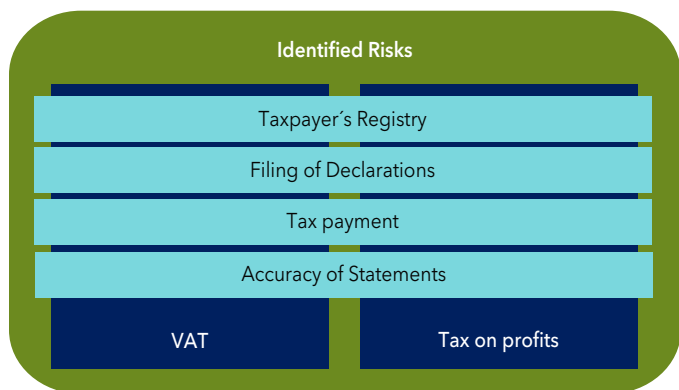 Identified Risks
Taxpayer´s Registry
Filing of Declarations
Tax payment
Accuracy of Statements
VAT
Tax on profits